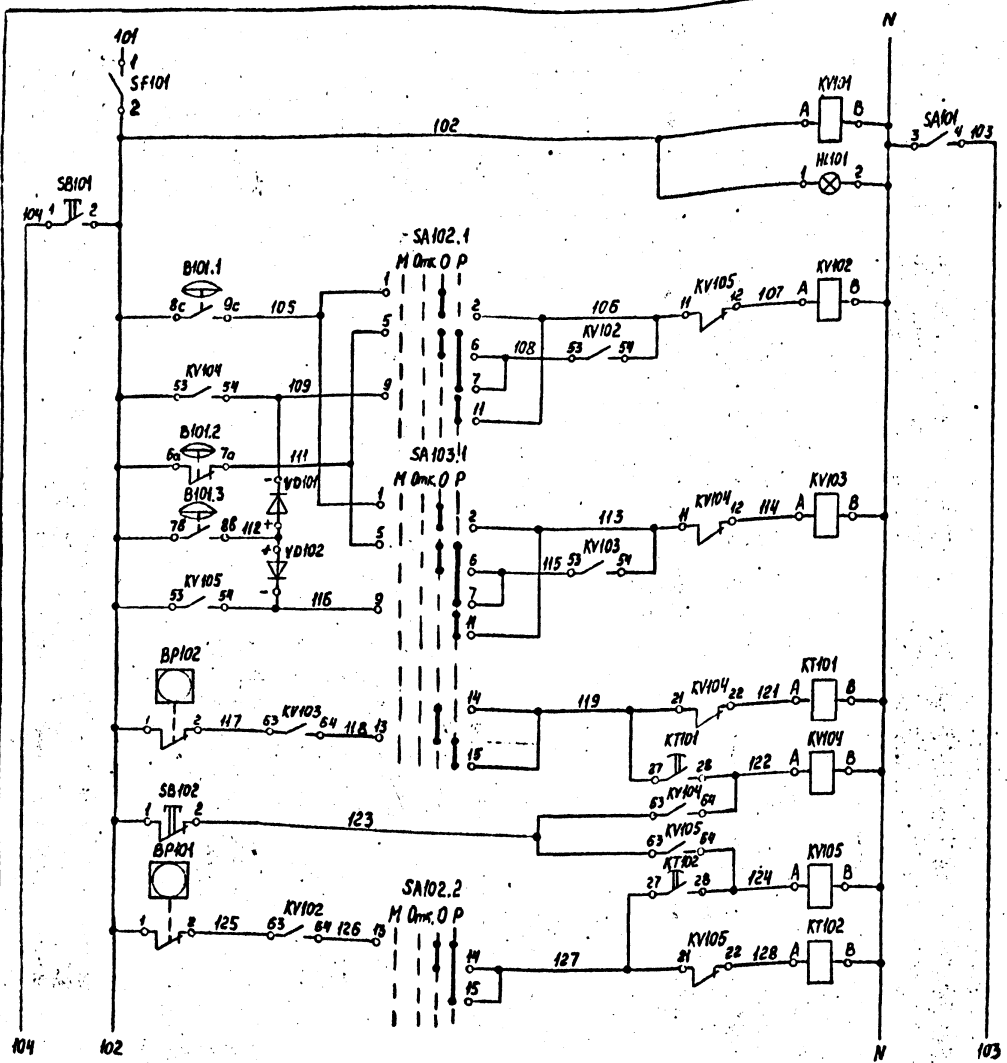 101
N
1
SF101
2
KV101
A B
102
SA101
3 4 103
HL101
1 2
SB101
104 1 2
SA102.1
М Отк. О Р
B101.1
8с 9с 105
1
2
106
KV105
11 12 107
KV102
A B
5
KV102
6
108 53 54
7
KV104
53 54 109
9
11
B101.2
6а 7а 111
SA103.1
М Отк. О Р
- VD101
B101.3
1
2
113
KV104
11 12 114
KV103
A B
7в 8в 112 +
+ VD102
5
KV103
6
115 53 54
7
KV105
-
53 54 116
9
11
BP102
KT101
14
119
KV104
21 22 121
A B
1 2 117 63 KV103 64 118 13
KT101
KV104
15
27 28 122 A B
SB102
KV104
63 64
1 2
123
KV105
63 64
BP101
KT102
KV105
27 28 124 A B
SA102.2
М Отк. О Р
1 2 125 63 KV102 64 126 13
KT102
14
127
KV105
21 22 128 A B
15
104 102 N 103